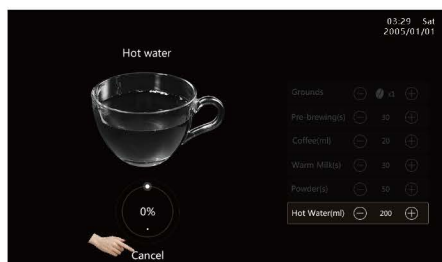 03:29 Sat
2005/01/01
Hot water
Grounds x1
Pre-brewing(s) 30
Coffee(ml) 20
Warm Milk(s) 30
Powder(s) 50
Hot Water(ml) 200
0%
Cancel